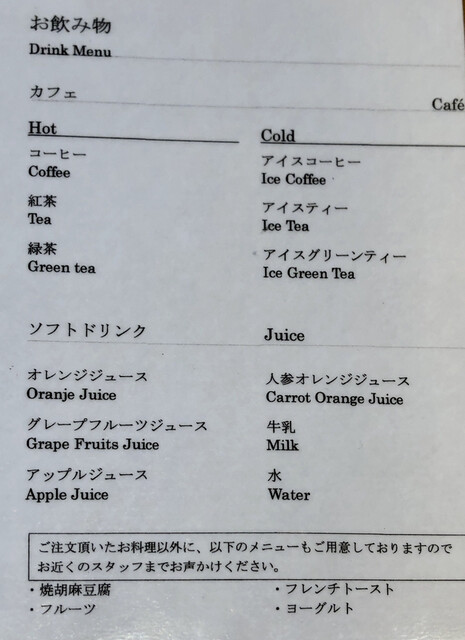 お飲み物
Drink Menu
カフェ
Café
Hot
コーヒー
Coffee
紅茶
Tea
緑茶
Green tea
Cold
アイスコーヒー
Ice Coffee
アイスティー
Ice Tea
アイスグリーンティー
Ice Green Tea
ソフトドリンク
Juice
オレンジジュース
Oranje Juice
グレープフルーツジュース
Grape Fruits Juice
アップルジュース
Apple Juice
人参オレンジジュース
Carrot Orange Juice
牛乳
Milk
水
Water
ご注文頂いたお料理以外に、以下のメニューもご用意しておりますので
お近くのスタッフまでお声かけください。
・焼胡麻豆腐
・フルーツ
・フレンチトースト
・ヨーグルト